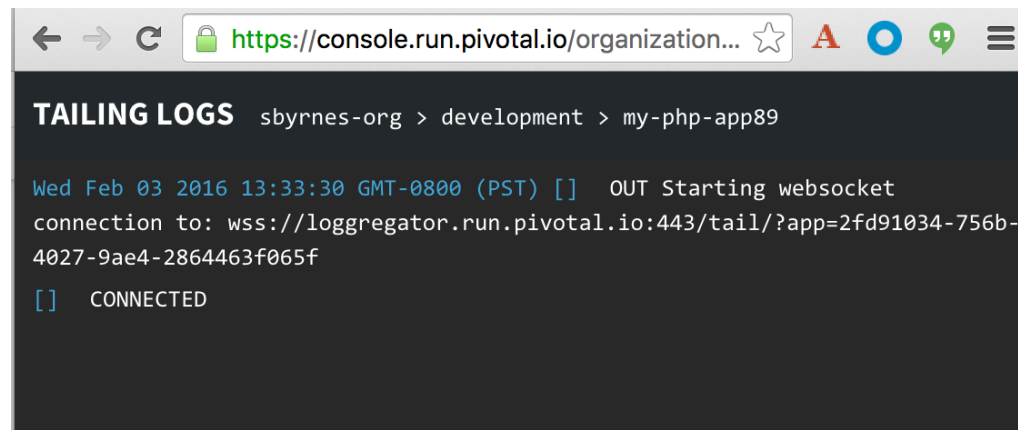 https://console.run.pivotal.io/organization...
A
TAILING LOGS sbyrnes-org > development > my-php-app89
Wed Feb 03 2016 13:33:30 GMT-0800 (PST) [] OUT Starting websocket
connection to: wss://loggregator.run.pivotal.io:443/tail/?app=2fd91034-756b-
4027-9ae4-2864463f065f
[] CONNECTED